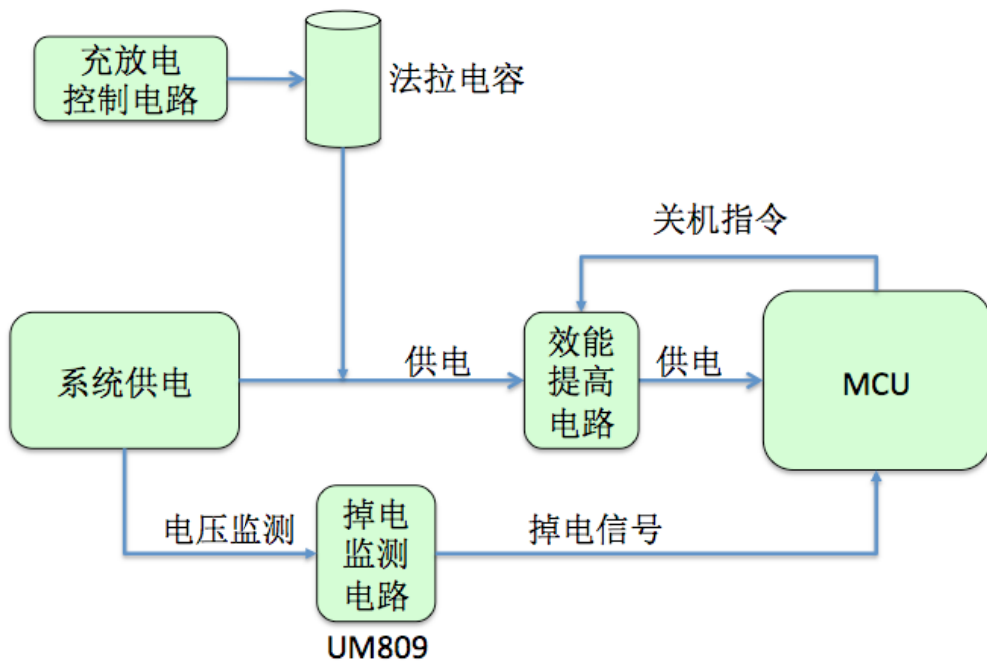 充放电
控制电路
法拉电容
关机指令
系统供电
供电
效能
提高
电路
供电
MCU
电压监测
掉电
监测
电路
掉电信号
UM809